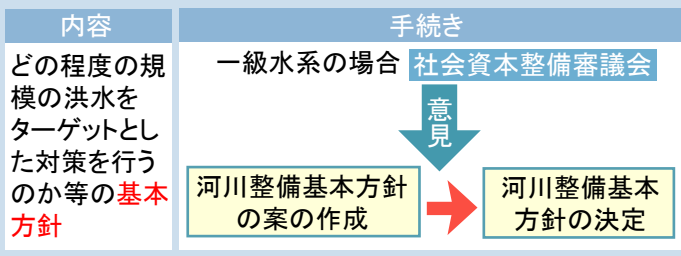 内容
どの程度の規
模の洪水を
ターゲットとし
た対策を行う
のか等の基本
方針
手続き
一級水系の場合 社会資本整備審議会
意見
河川整備基本方針
の案の作成
河川整備基本
方針の決定